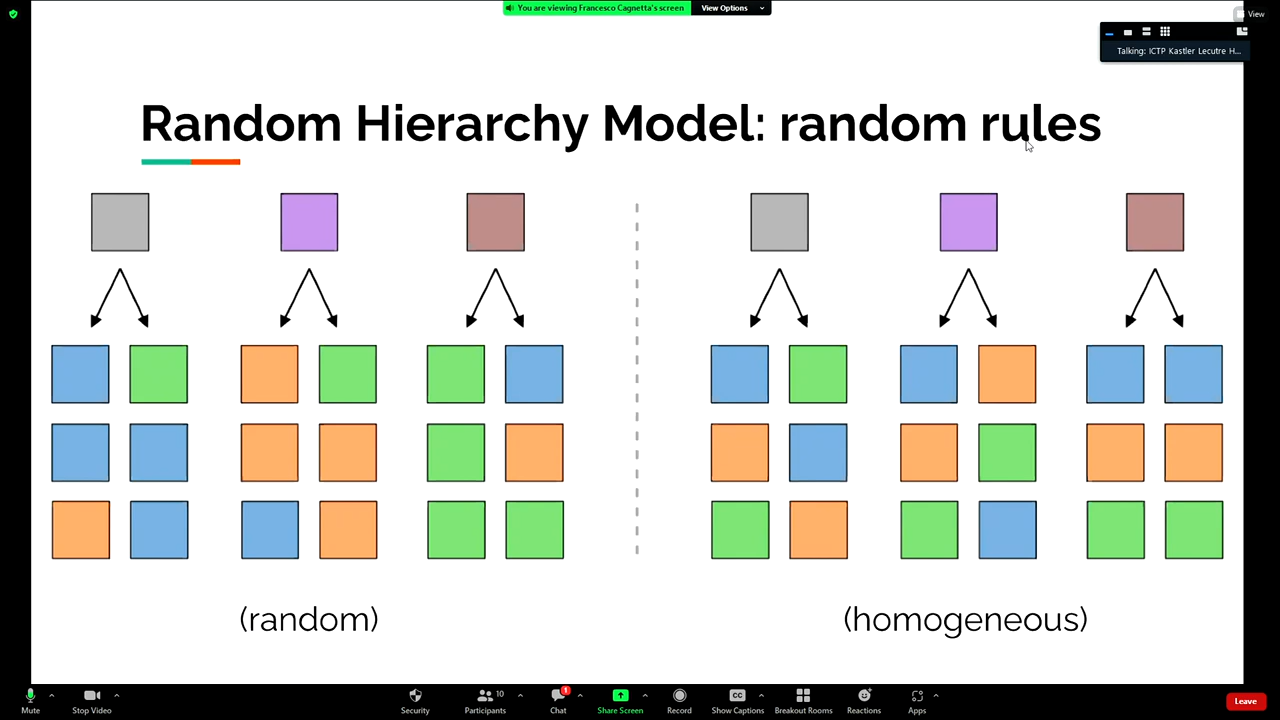 You are viewing Francesco Cagnetta's screen
View Options
View
Talking: ICTP Kastler Lecutre H...
Random Hierarchy Model: random rules
(random)
(homogeneous)
Mute
Stop Video
Security
10
Participants
1
Chat
Share Screen
Record
CC
Show Captions
Breakout Rooms
Reactions
Apps
Leave